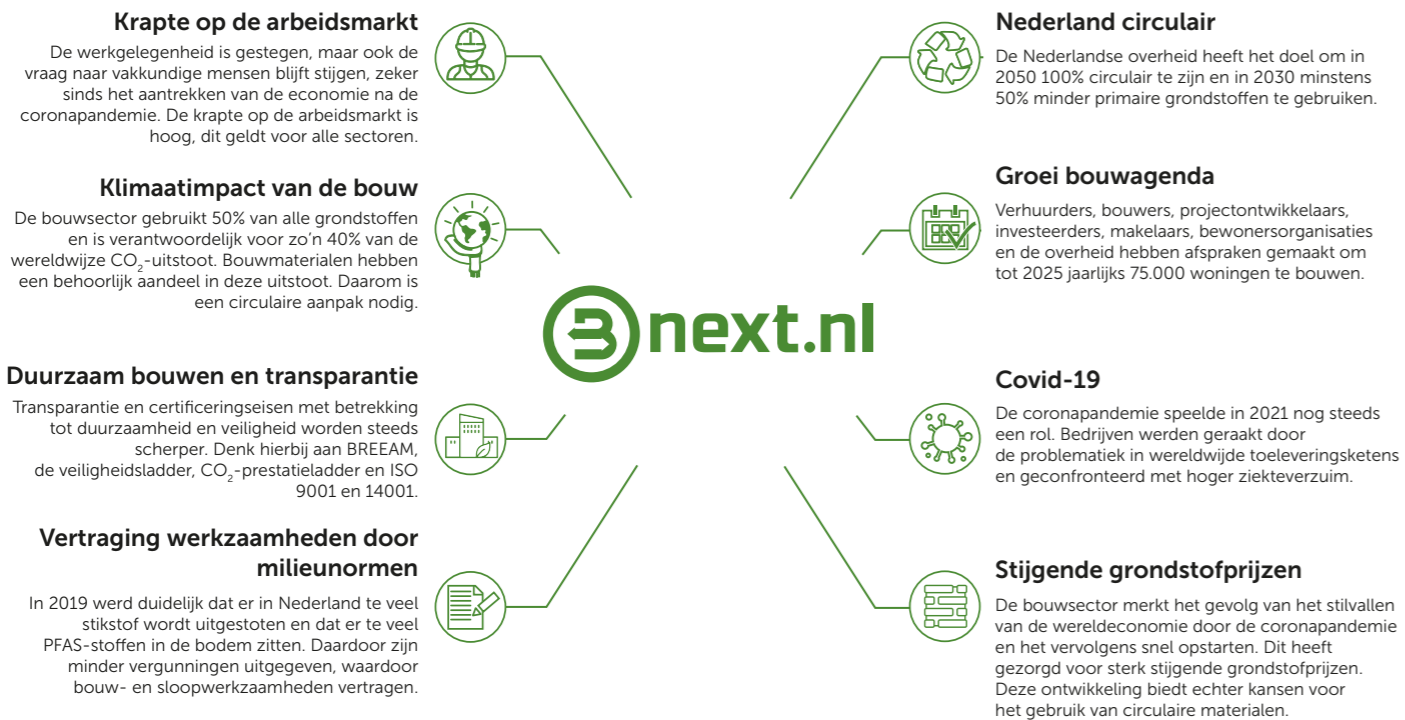 Krapte op de arbeidsmarkt
De werkgelegenheid is gestegen, maar ook de
vraag naar vakkundige mensen blijft stijgen, zeker
sinds het aantrekken van de economie na de
coronapandemie. De krapte op de arbeidsmarkt is
hoog, dit geldt voor alle sectoren.
Klimaatimpact van de bouw
De bouwsector gebruikt 50% van alle grondstoffen
en is verantwoordelijk voor zo'n 40% van de
wereldwijze CO₂-uitstoot. Bouwmaterialen hebben
een behoorlijk aandeel in deze uitstoot. Daarom is
een circulaire aanpak nodig.
Duurzaam bouwen en transparantie
Transparantie en certificeringseisen met betrekking
tot duurzaamheid en veiligheid worden steeds
scherper. Denk hierbij aan BREEAM,
de veiligheidsladder, CO₂-prestatieladder en ISO
9001 en 14001.
Vertraging werkzaamheden door
milieunormen
In 2019 werd duidelijk dat er in Nederland te veel
stikstof wordt uitgestoten en dat er te veel
PFAS-stoffen in de bodem zitten. Daardoor zijn
minder vergunningen uitgegeven, waardoor
bouw- en sloopwerkzaamheden vertragen.
Bnext.nl
Nederland circulair
De Nederlandse overheid heeft het doel om in
2050 100% circulair te zijn en in 2030 minstens
50% minder primaire grondstoffen te gebruiken.
Groei bouwagenda
Verhuurders, bouwers, projectontwikkelaars,
investeerders, makelaars, bewonersorganisaties
en de overheid hebben afspraken gemaakt om
tot 2025 jaarlijks 75.000 woningen te bouwen.
Covid-19
De coronapandemie speelde in 2021 nog steeds
een rol. Bedrijven werden geraakt door
de problematiek in wereldwijde toeleveringsketens
en geconfronteerd met hoger ziekteverzuim.
Stijgende grondstofprijzen
De bouwsector merkt het gevolg van het stilvallen
van de wereldeconomie door de coronapandemie
en het vervolgens snel opstarten. Dit heeft
gezorgd voor sterk stijgende grondstofprijzen.
Deze ontwikkeling biedt echter kansen voor
het gebruik van circulaire materialen.